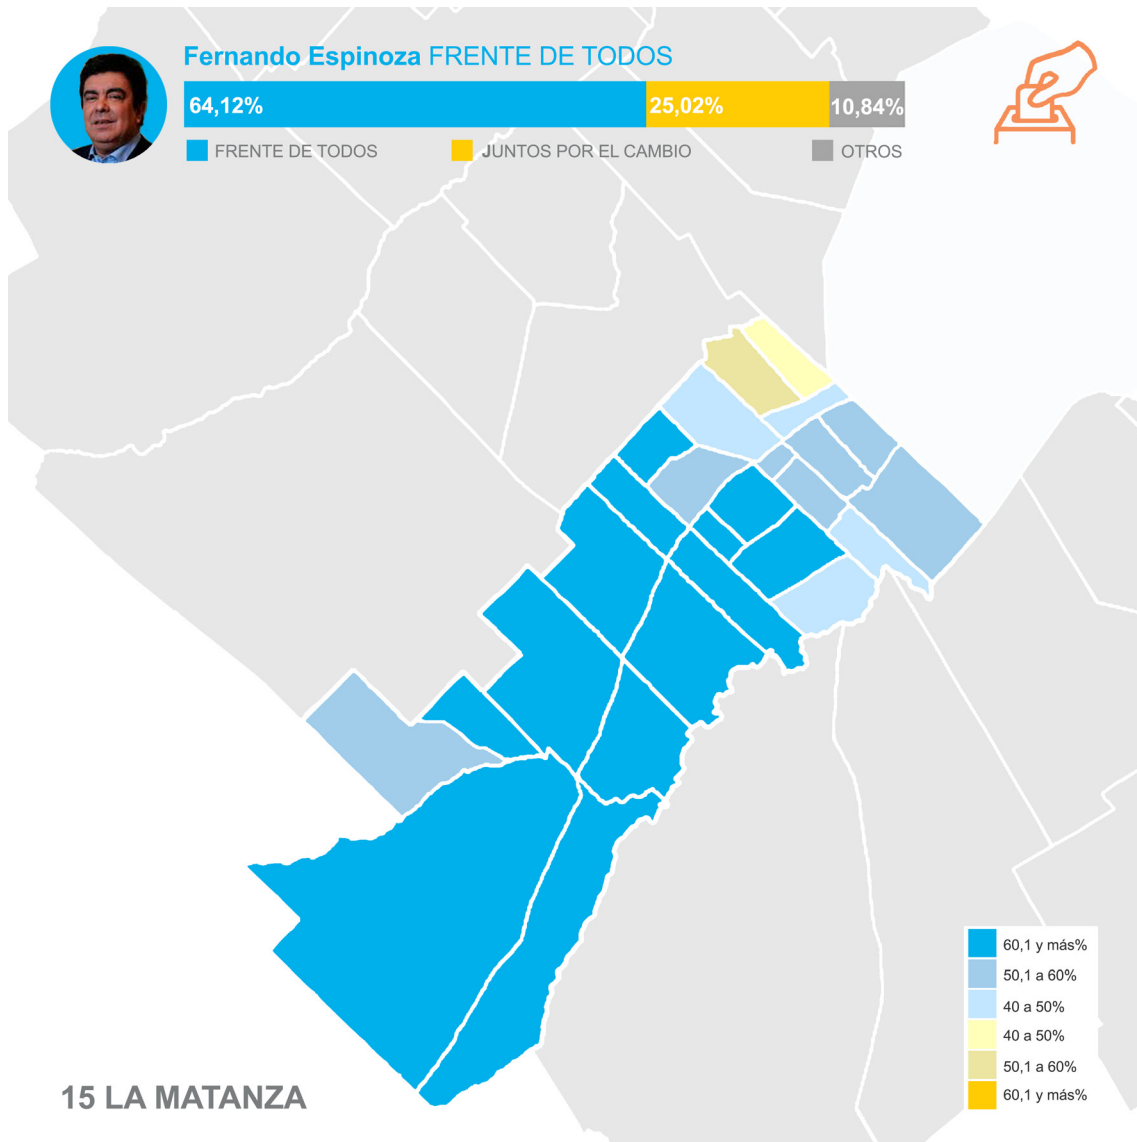 Fernando Espinoza FRENTE DE TODOS
64,12% 25,02% 10,84%
FRENTE DE TODOS JUNTOS POR EL CAMBIO OTROS
60,1 y más%
50,1 a 60%
40 a 50%
40 a 50%
50,1 a 60%
60,1 y más%
15 LA MATANZA